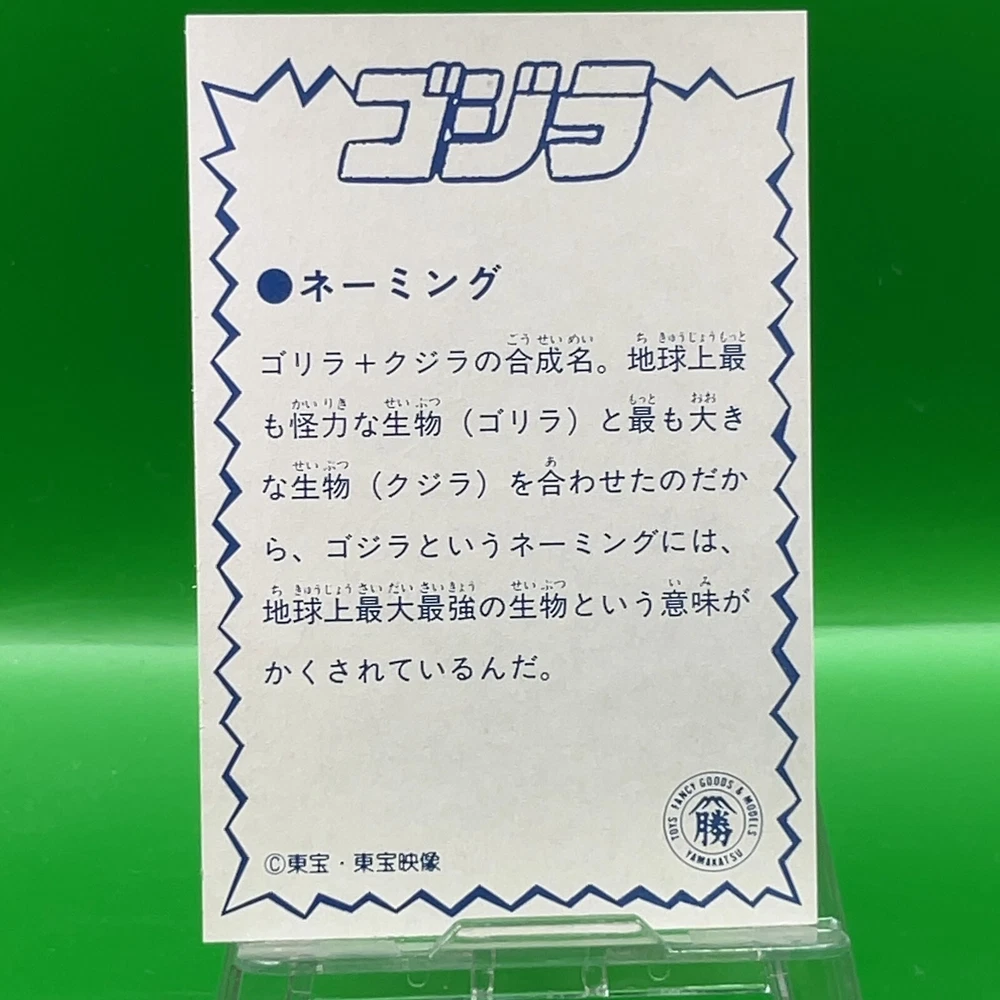 ゴジラ
●ネーミング
ゴリラ＋クジラの合成名。地球上最
も怪力な生物（ゴリラ）と最も大き
な生物（クジラ）を合わせたのだか
ら、ゴジラというネーミングには、
地球上最大最強の生物という意味が
かくされているんだ。
©東宝・東宝映像
TOYS FANCY GOODS & MODELS
勝
YAMAKATSU